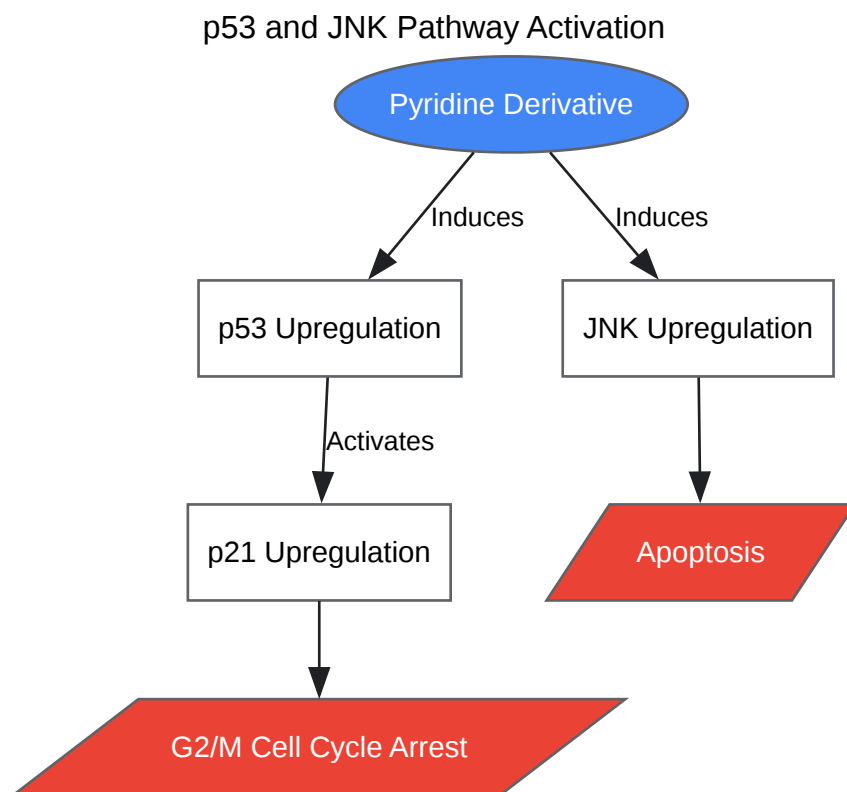 p53 and JNK Pathway Activation
Pyridine Derivative
Induces
Induces
p53 Upregulation
JNK Upregulation
Activates
p21 Upregulation
Apoptosis
G2/M Cell Cycle Arrest